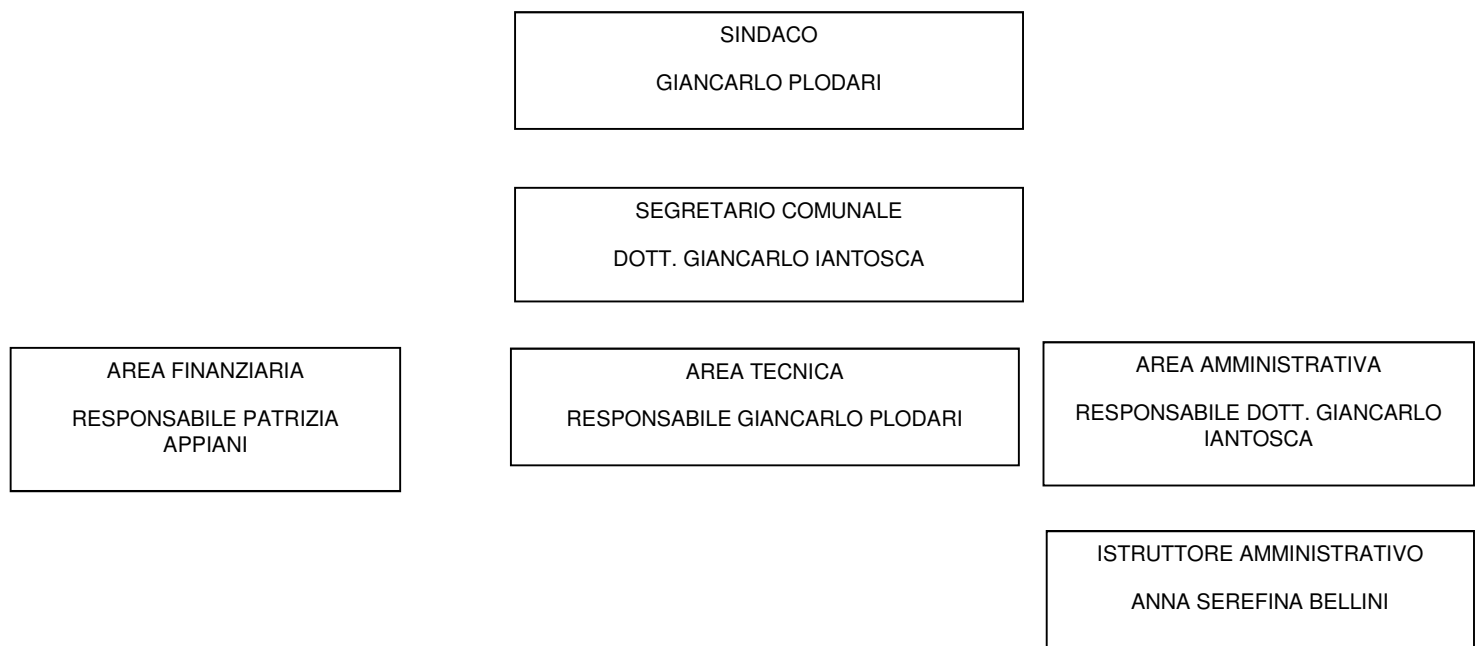 SINDACO
GIANCARLO PLODARI
SEGRETARIO COMUNALE
DOTT. GIANCARLO IANTOSCA
AREA FINANZIARIA
RESPONSABILE PATRIZIA
APPIANI
AREA TECNICA
RESPONSABILE GIANCARLO PLODARI
AREA AMMINISTRATIVA
RESPONSABILE DOTT. GIANCARLO
IANTOSCA
ISTRUTTORE AMMINISTRATIVO
ANNA SEREFINA BELLINI